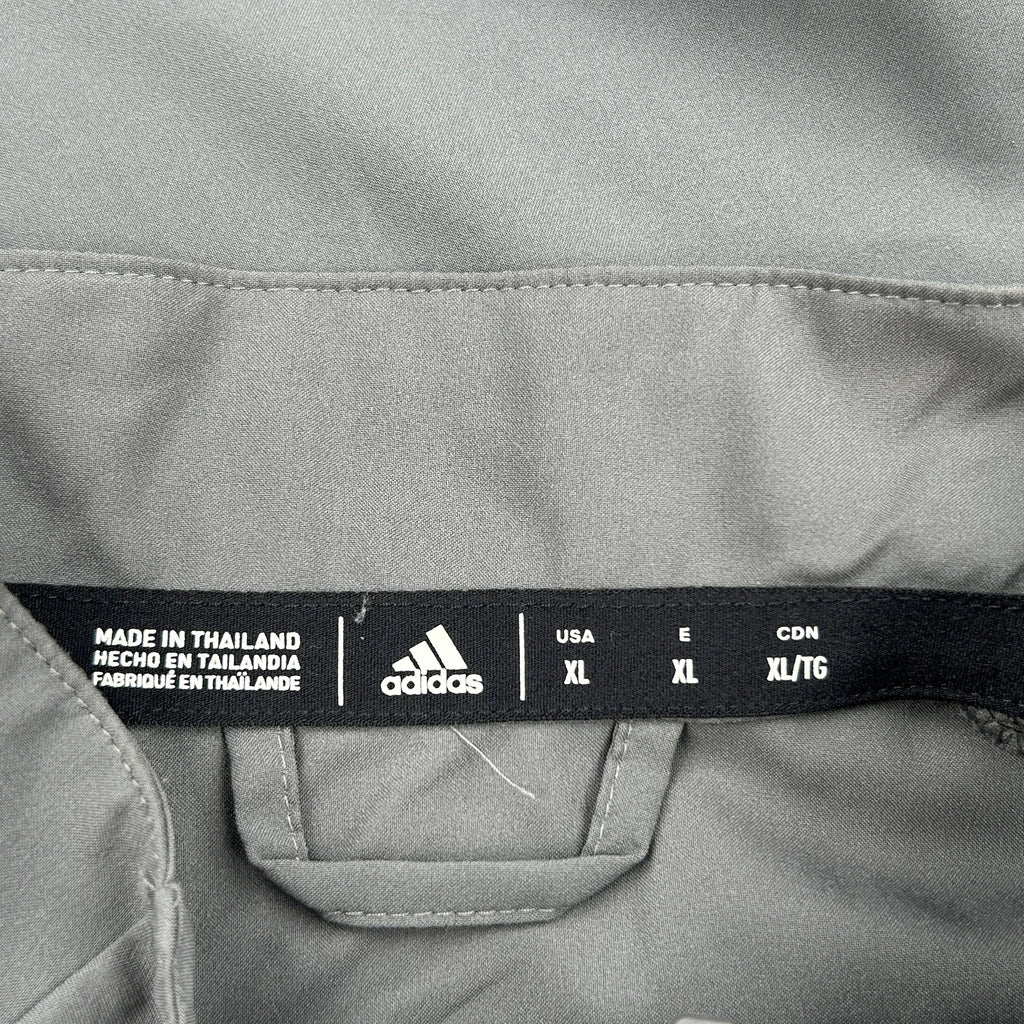 MADE IN THAILAND
HECHO EN TAILANDIA
FABRIQUÉ EN THAÏLANDE
adidas
USA E CDN
XL XL XL/TG